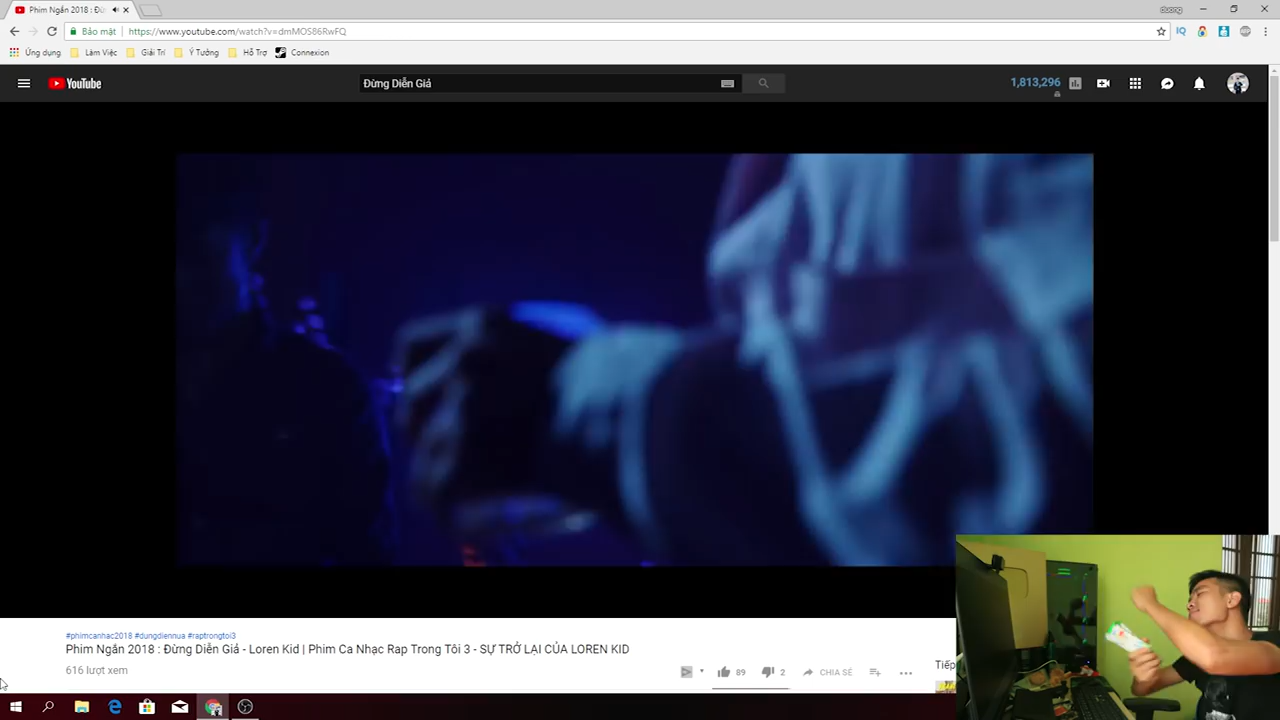 Phim Ngắn 2018 : Đừ
duong
Bảo mật
https://www.youtube.com/watch?v=dmMOS86RwFQ
Ứng dụng
Làm Việc
Giải Trí
Ý Tưởng
Hỗ Trợ
Connexion
YouTube
Đừng Diễn Giả
1,813,296
#phimcanhac2018 #dungdiennua #raptrongtoi3
Phim Ngắn 2018 : Đừng Diễn Giả - Loren Kid | Phim Ca Nhạc Rap Trong Tôi 3 - SỰ TRỞ LẠI CỦA LOREN KID
616 lượt xem
89
2
CHIA SẺ
Tiếp